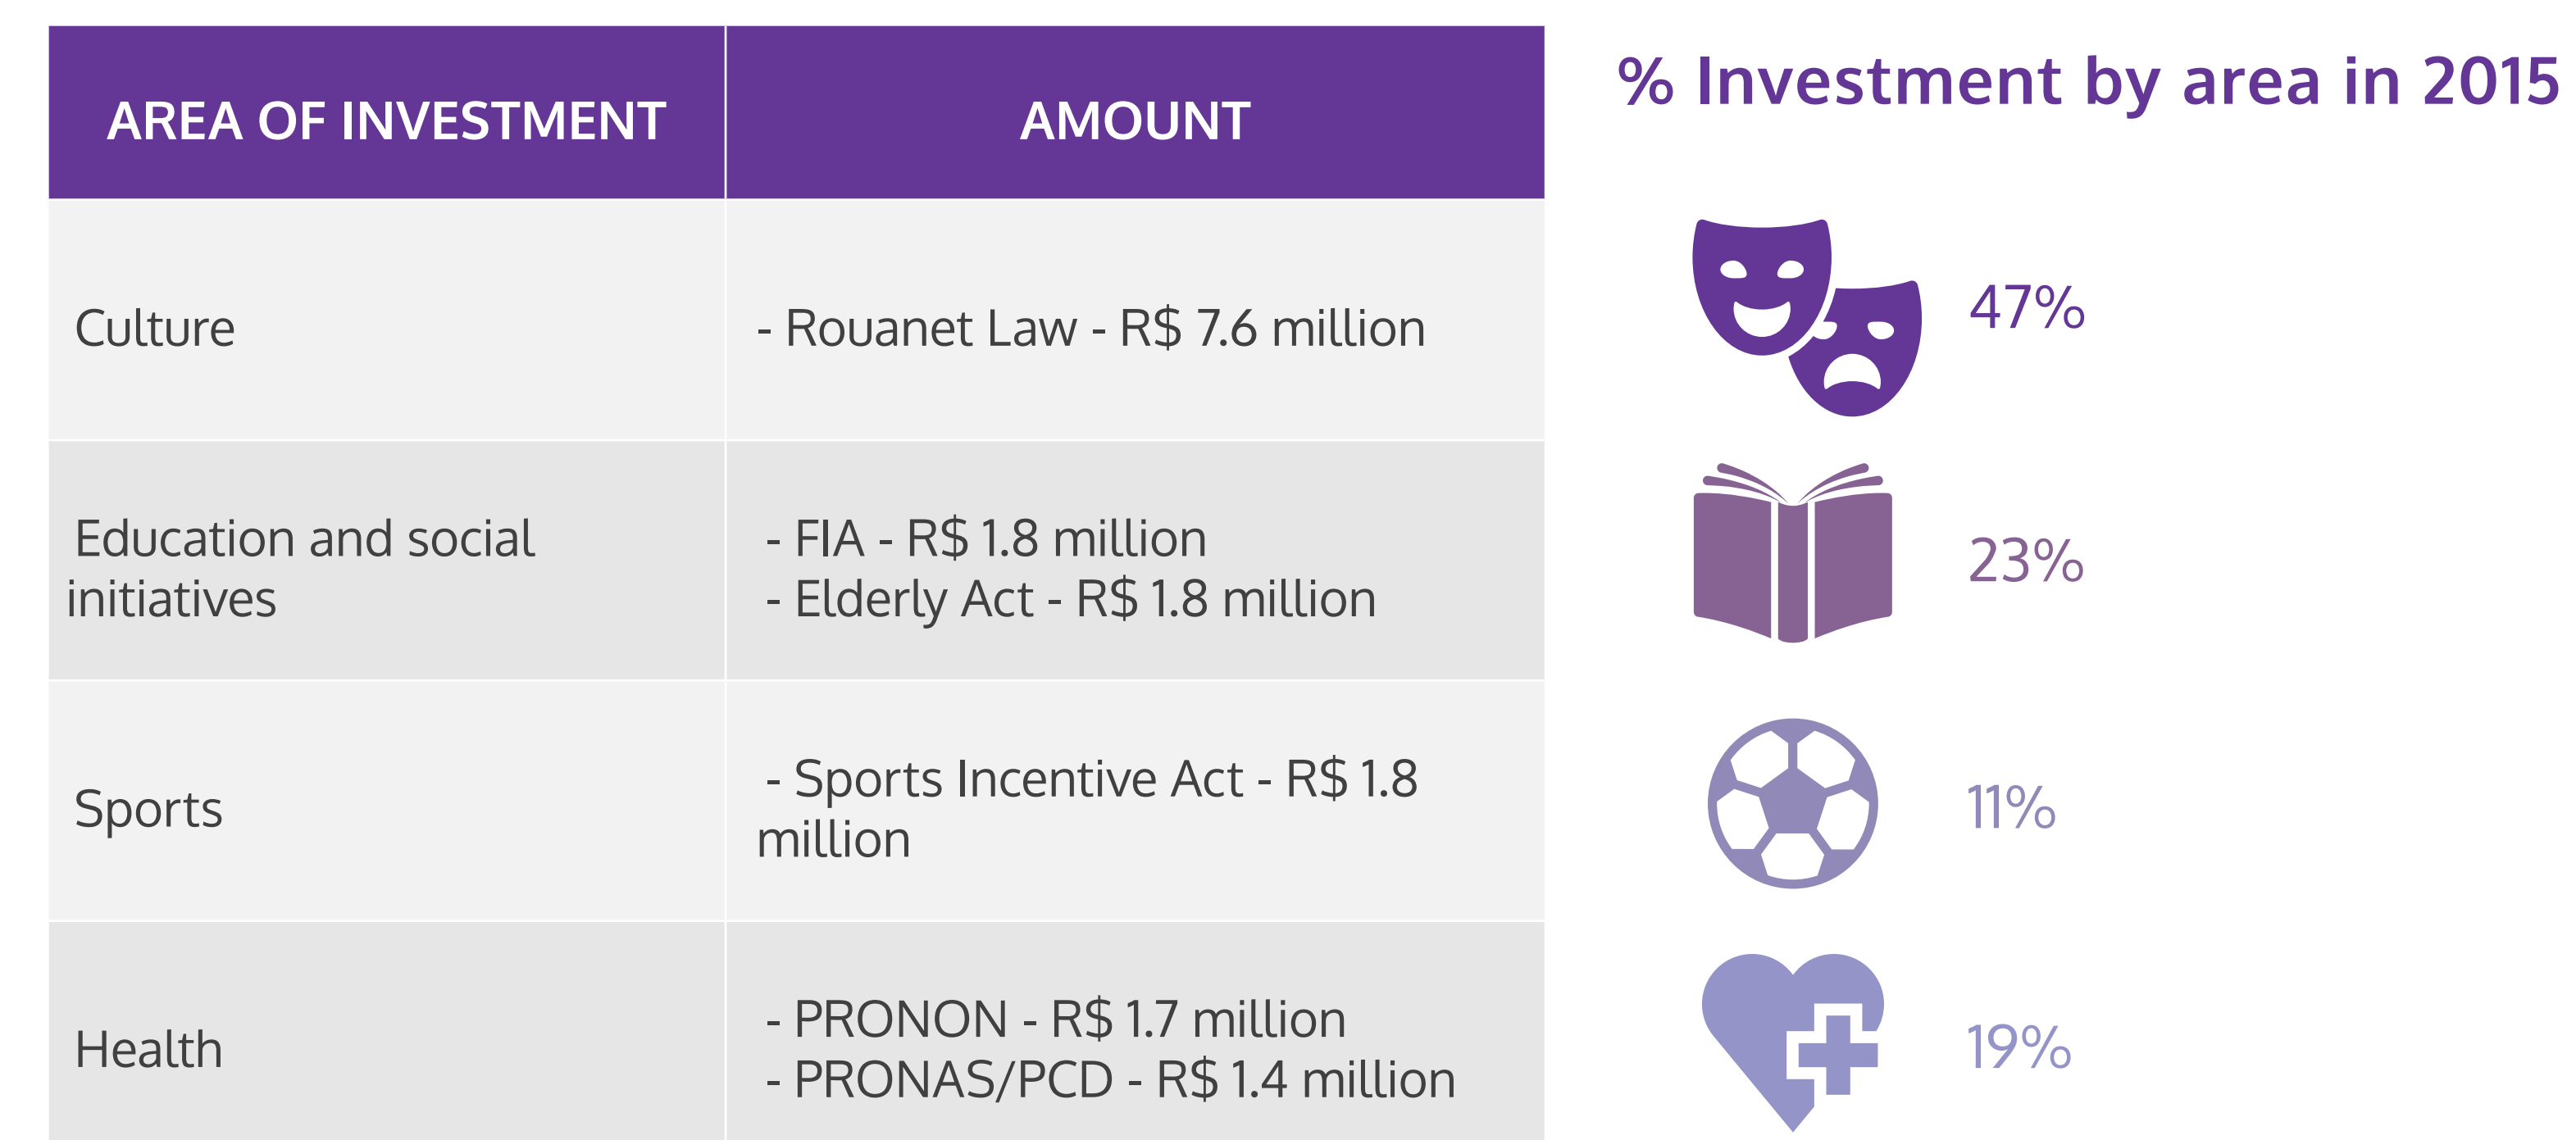 AREA OF INVESTMENT
AMOUNT
% Investment by area in 2015
Culture
- Rouanet Law - R$ 7.6 million
47%
Education and social
initiatives
- FIA - R$ 1.8 million
- Elderly Act - R$ 1.8 million
23%
Sports
- Sports Incentive Act - R$ 1.8
million
11%
Health
- PRONON - R$ 1.7 million
- PRONAS/PCD - R$ 1.4 million
19%